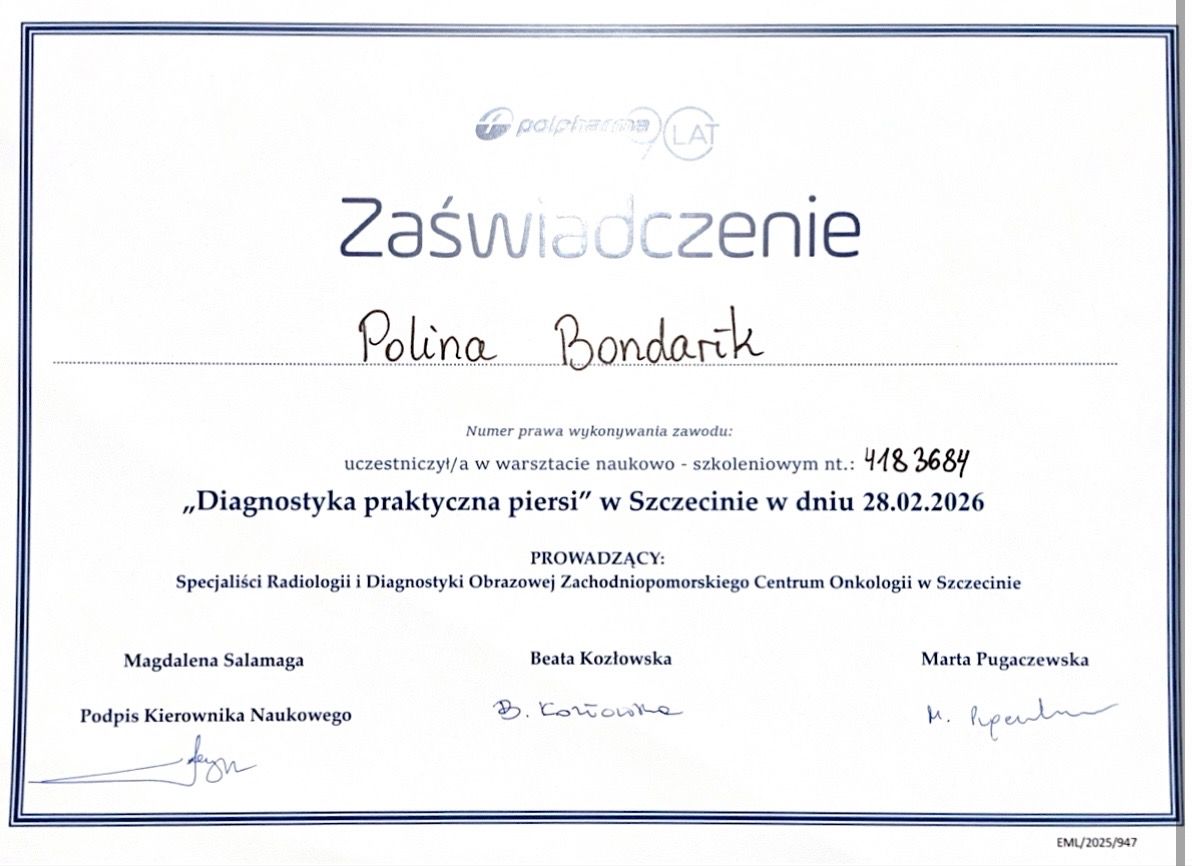 polpharma 90 LAT
Zaświadczenie
Polina Bondarik
Numer prawa wykonywania zawodu:
uczestniczył/a w warsztacie naukowo - szkoleniowym nt.: 4183684
„Diagnostyka praktyczna piersi” w Szczecinie w dniu 28.02.2026
PROWADZĄCY:
Specjaliści Radiologii i Diagnostyki Obrazowej Zachodniopomorskiego Centrum Onkologii w Szczecinie
Magdalena Salamaga Beata Kozłowska Marta Pugaczewska
Podpis Kierownika Naukowego B. Kozłowska M.
EML/2025/947